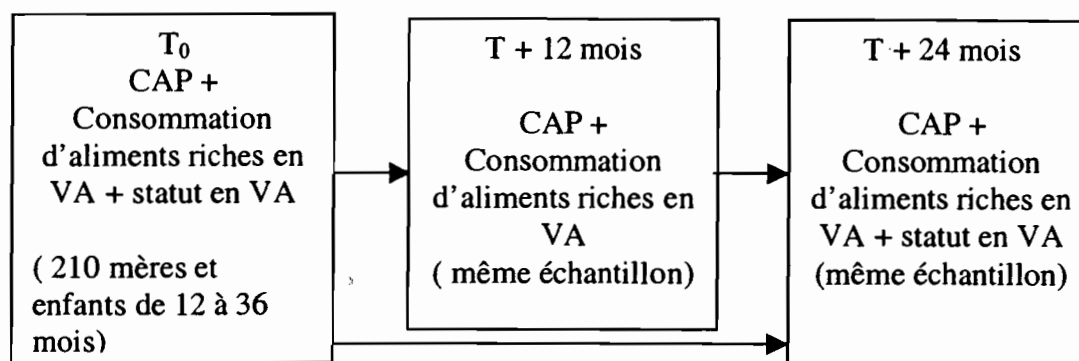 T₀
CAP +
Consommation
d'aliments riches en
VA + statut en VA
( 210 mères et
enfants de 12 à 36
mois)
T + 12 mois
CAP +
Consommation
d'aliments riches en
VA
( même échantillon)
T + 24 mois
CAP +
Consommation
d'aliments riches en
VA + statut en VA
(même échantillon)